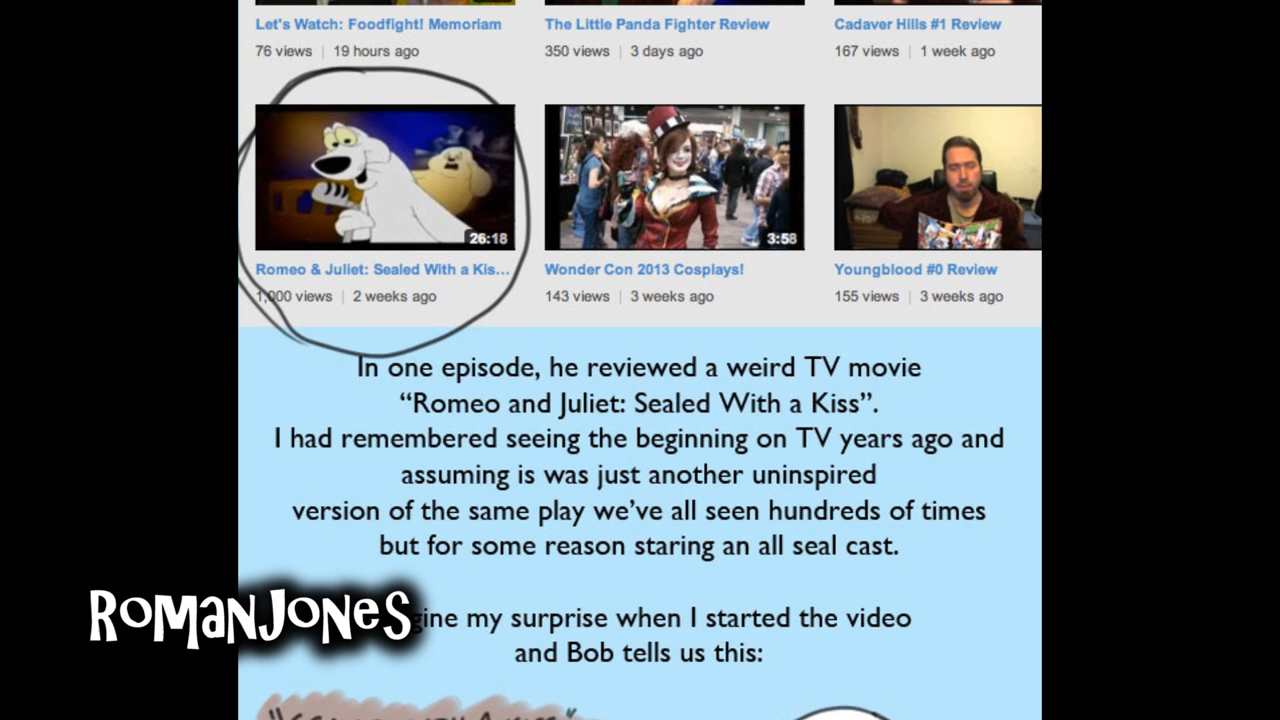 Let's Watch: Foodfight! Memoriam
The Little Panda Fighter Review
Cadaver Hills #1 Review
76 views | 19 hours ago
350 views | 3 days ago
167 views | 1 week ago
26:18
3:58
Romeo & Juliet: Sealed With a Kis...
Wonder Con 2013 Cosplays!
Youngblood #0 Review
1,000 views | 2 weeks ago
143 views | 3 weeks ago
155 views | 3 weeks ago
In one episode, he reviewed a weird TV movie
“Romeo and Juliet: Sealed With a Kiss”.
I had remembered seeing the beginning on TV years ago and
assuming is was just another uninspired
version of the same play we’ve all seen hundreds of times
but for some reason staring an all seal cast.
RomanJones
my surprise when I started the video
and Bob tells us this: